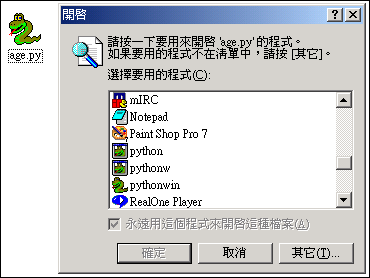 age.py
開啓
請按一下要用來開啓 'age.py'的程式。
如果要用的程式不在清單中，請按 [其它]。
選擇要用的程式(C):
mIRC
Notepad
Paint Shop Pro 7
python
pythonw
pythonwin
RealOne Player
永遠用這個程式來開啓這種檔案(A)
確定
取消
其它(T)...